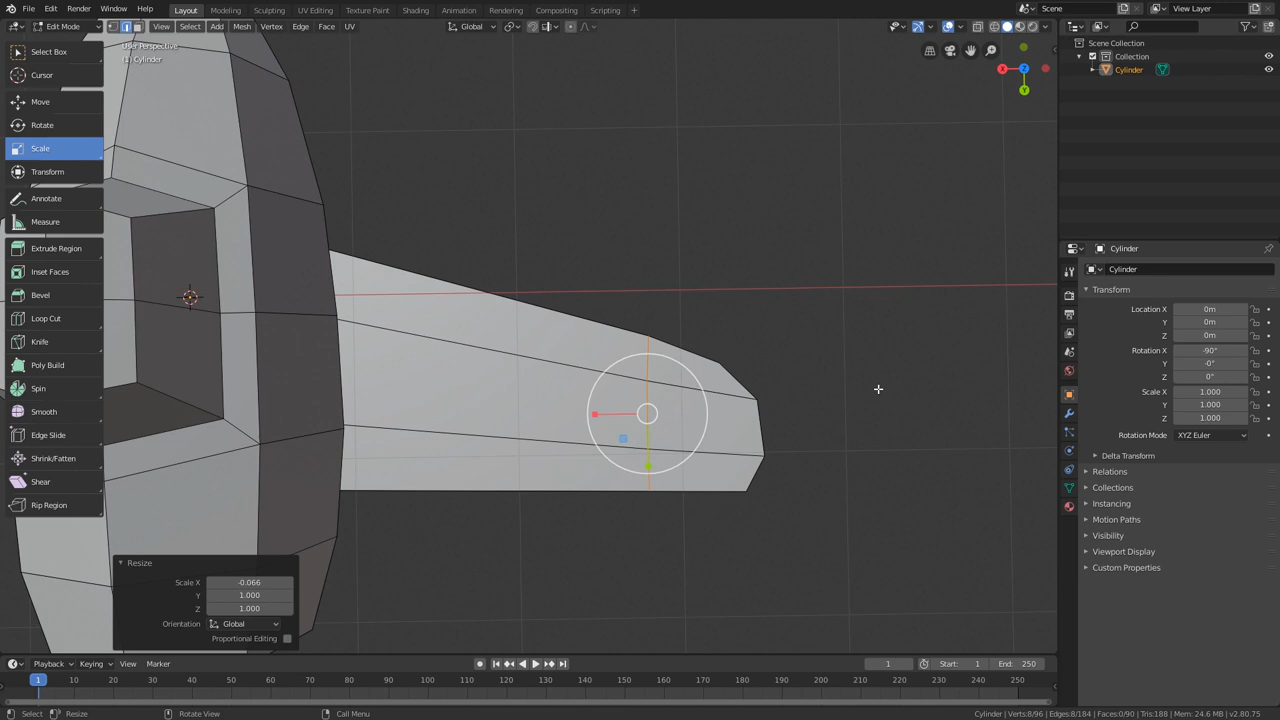 File Edit Render Window Help Layout Modeling Sculpting UV Editing Texture Paint Shading Animation Rendering Compositing Scripting Scene View Layer
Edit Mode View Select Add Mesh Vertex Edge Face UV Global
User Perspective
(1) Cylinder
Select Box
Cursor
Move
Rotate
Scale
Transform
Annotate
Measure
Extrude Region
Inset Faces
Bevel
Loop Cut
Knife
Poly Build
Spin
Smooth
Edge Slide
Shrink/Fatten
Shear
Rip Region
Resize
Scale X -0.066
Y 1.000
Z 1.000
Orientation Global
Proportional Editing
X Z Y
Scene Collection
Collection
Cylinder
Cylinder
Cylinder
Transform
Location X 0m
Y 0m
Z 0m
Rotation X -90°
Y -0°
Z 0°
Scale X 1.000
Y 1.000
Z 1.000
Rotation Mode XYZ Euler
Delta Transform
Relations
Collections
Instancing
Motion Paths
Visibility
Viewport Display
Custom Properties
Playback Keying View Marker 1 Start: 1 End: 250
1 10 20 30 40 50 60 70 80 90 100 110 120 130 140 150 160 170 180 190 200 210 220 230 240 250
Select Resize Rotate View Call Menu Cylinder | Verts:8/96 | Edges:8/184 | Faces:0/90 | Tris:188 | Mem: 24.6 MB | v2.80.75